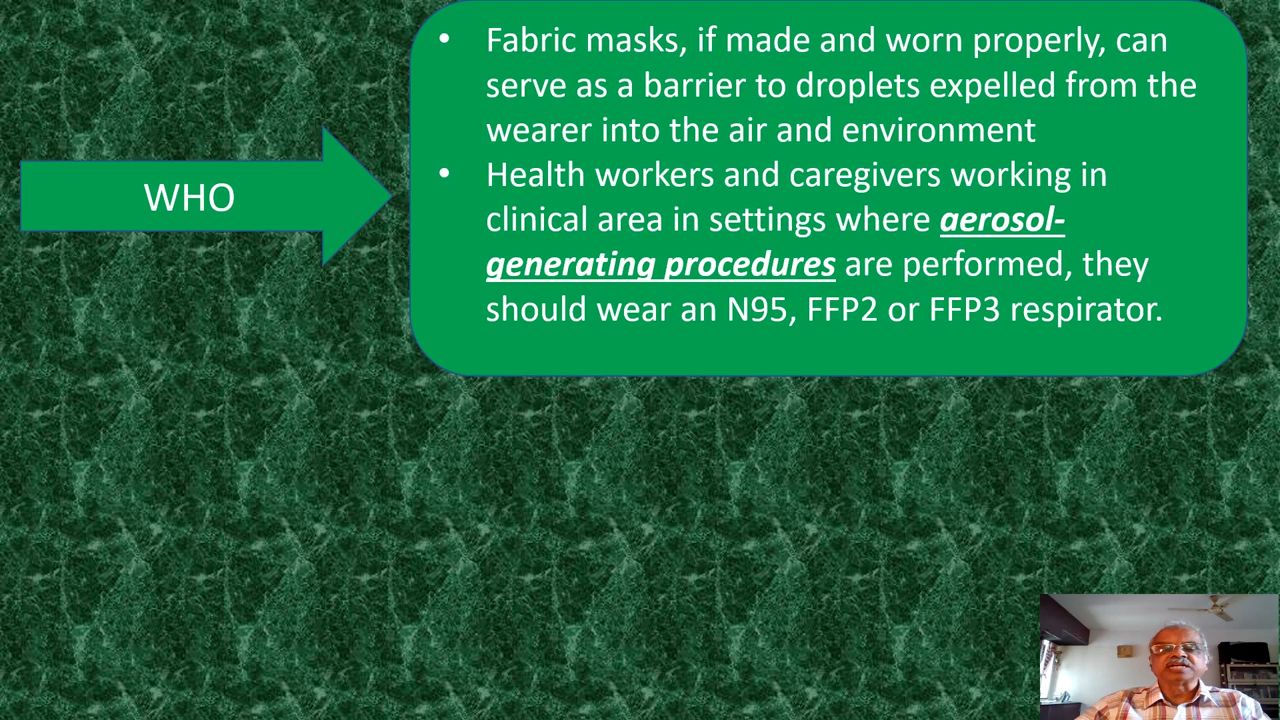 WHO
• Fabric masks, if made and worn properly, can
serve as a barrier to droplets expelled from the
wearer into the air and environment
• Health workers and caregivers working in
clinical area in settings where aerosol-
generating procedures are performed, they
should wear an N95, FFP2 or FFP3 respirator.